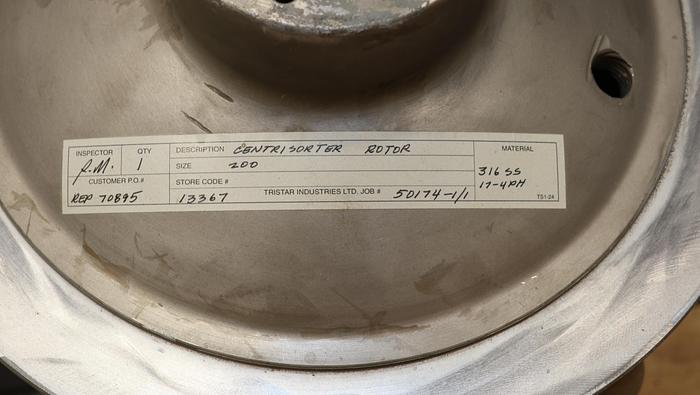 INSPECTOR QTY DESCRIPTION CENTRISORTER ROTOR MATERIAL
R.M. 1 SIZE 200 316 SS
CUSTOMER P.O.# STORE CODE # 17-4PH
REP 70895 13367 TRISTAR INDUSTRIES LTD. JOB # 50174-1/1 TS1-24